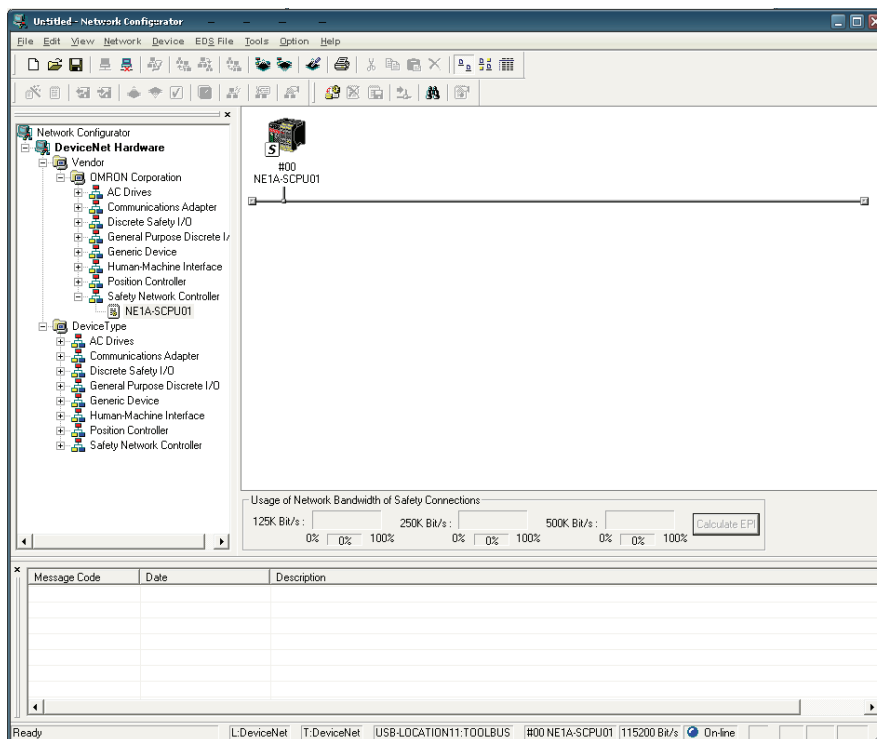 Untitled - Network Configurator
File Edit View Network Device EDS File Tools Option Help
Network Configurator
DeviceNet Hardware
Vendor
OMRON Corporation
AC Drives
Communications Adapter
Discrete Safety I/O
General Purpose Discrete I/
Generic Device
Human-Machine Interface
Position Controller
Safety Network Controller
NE1A-SCPU01
DeviceType
AC Drives
Communications Adapter
Discrete Safety I/O
General Purpose Discrete I/O
Generic Device
Human-Machine Interface
Position Controller
Safety Network Controller
S
#00
NE1A-SCPU01
Usage of Network Bandwidth of Safety Connections
125K Bit/s : 250K Bit/s : 500K Bit/s : Calculate EPI
0% 0% 100% 0% 0% 100% 0% 0% 100%
Message Code Date Description
Ready L:DeviceNet T:DeviceNet USB-LOCATION11:TOOLBUS #00 NE1A-SCPU01 115200 Bit/s On-line